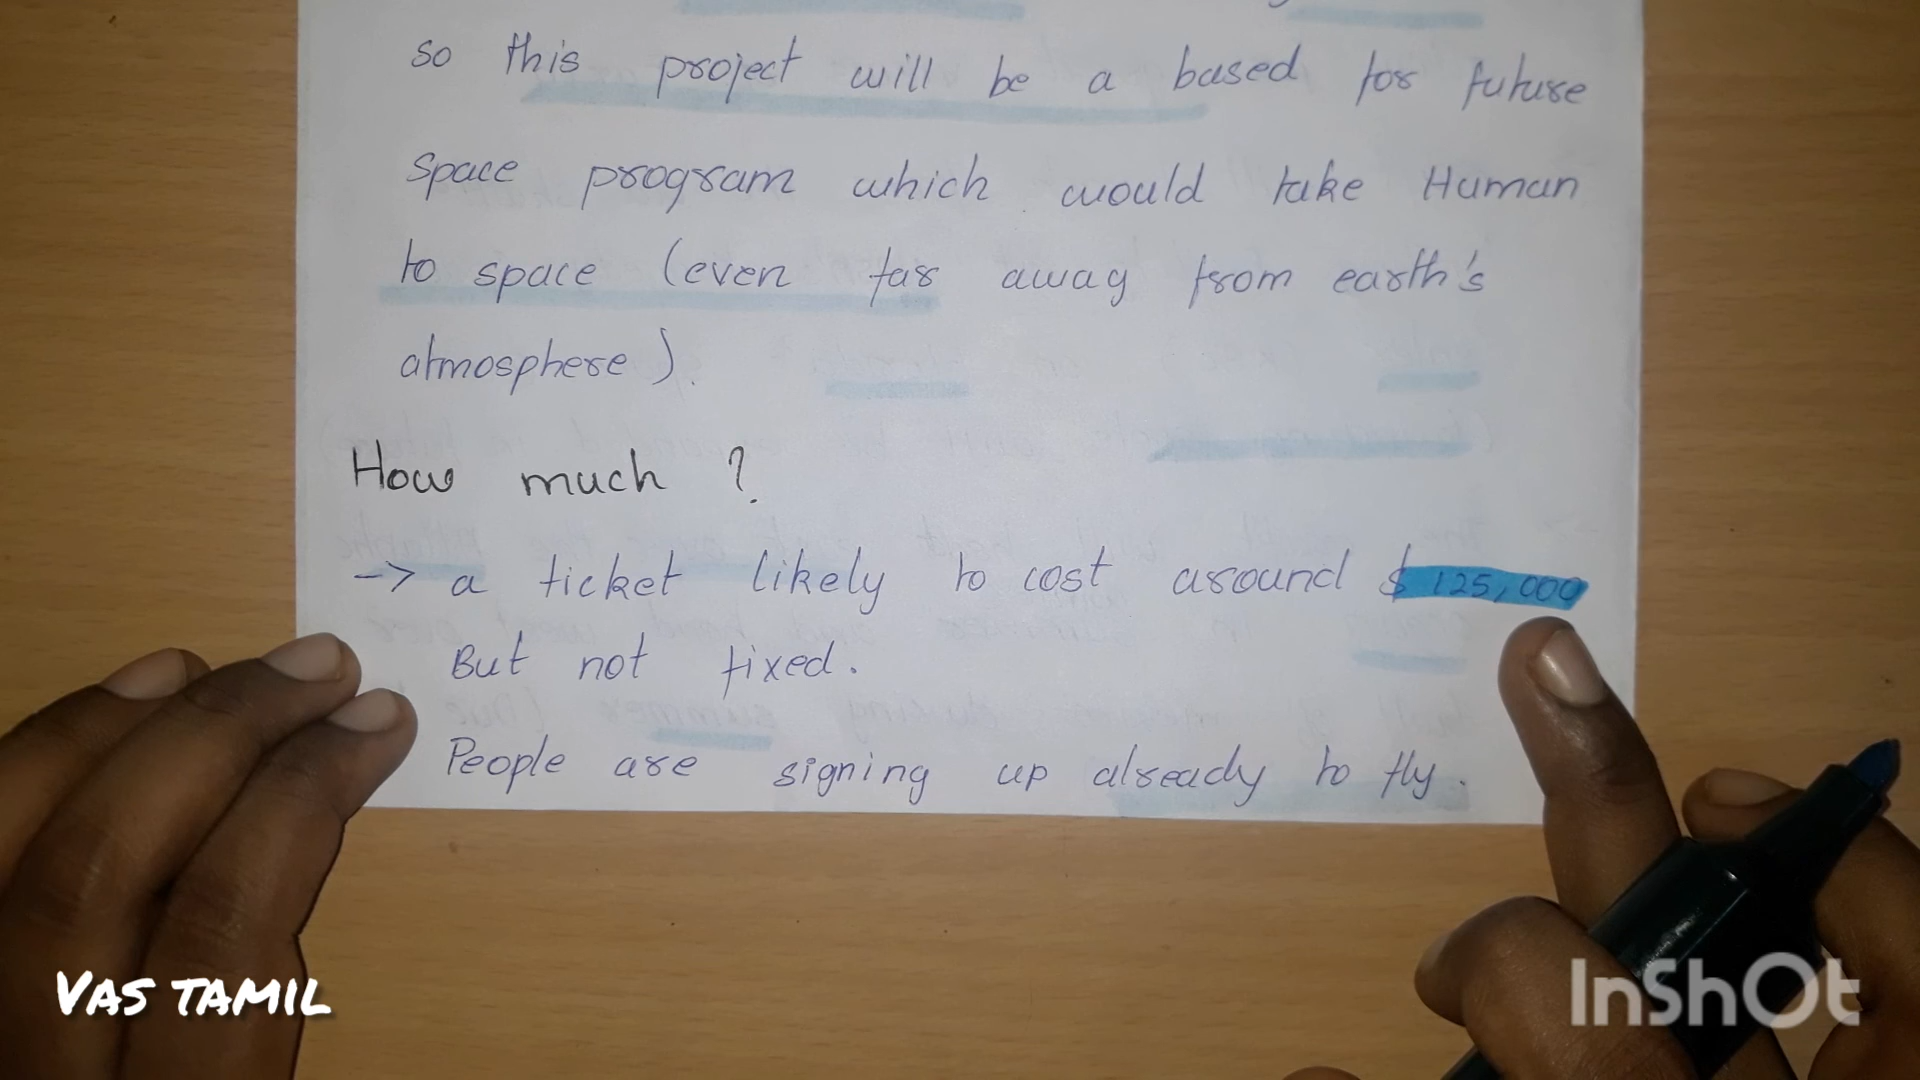 so this project will be a based for future
space program which would take Human
to space (even far away from earth's
atmosphere).
How much ?
-> a ticket likely to cost around $ 125,000
But not fixed.
People are signing up already to fly.
VAS TAMIL
InShOt